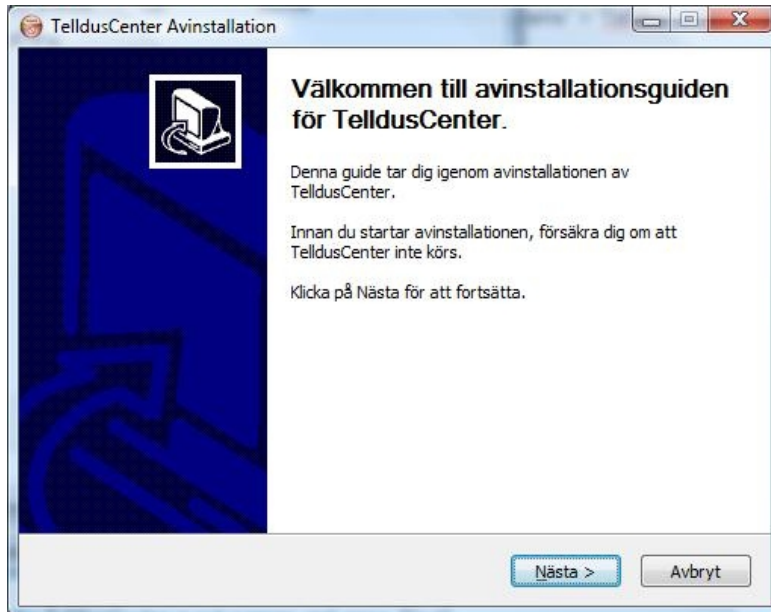 TelldusCenter Avinstallation
Välkommen till avinstallationsguiden
för TelldusCenter.
Denna guide tar dig igenom avinstallationen av
TelldusCenter.
Innan du startar avinstallationen, försäkra dig om att
TelldusCenter inte körs.
Klicka på Nästa för att fortsätta.
Nästa >
Avbryt